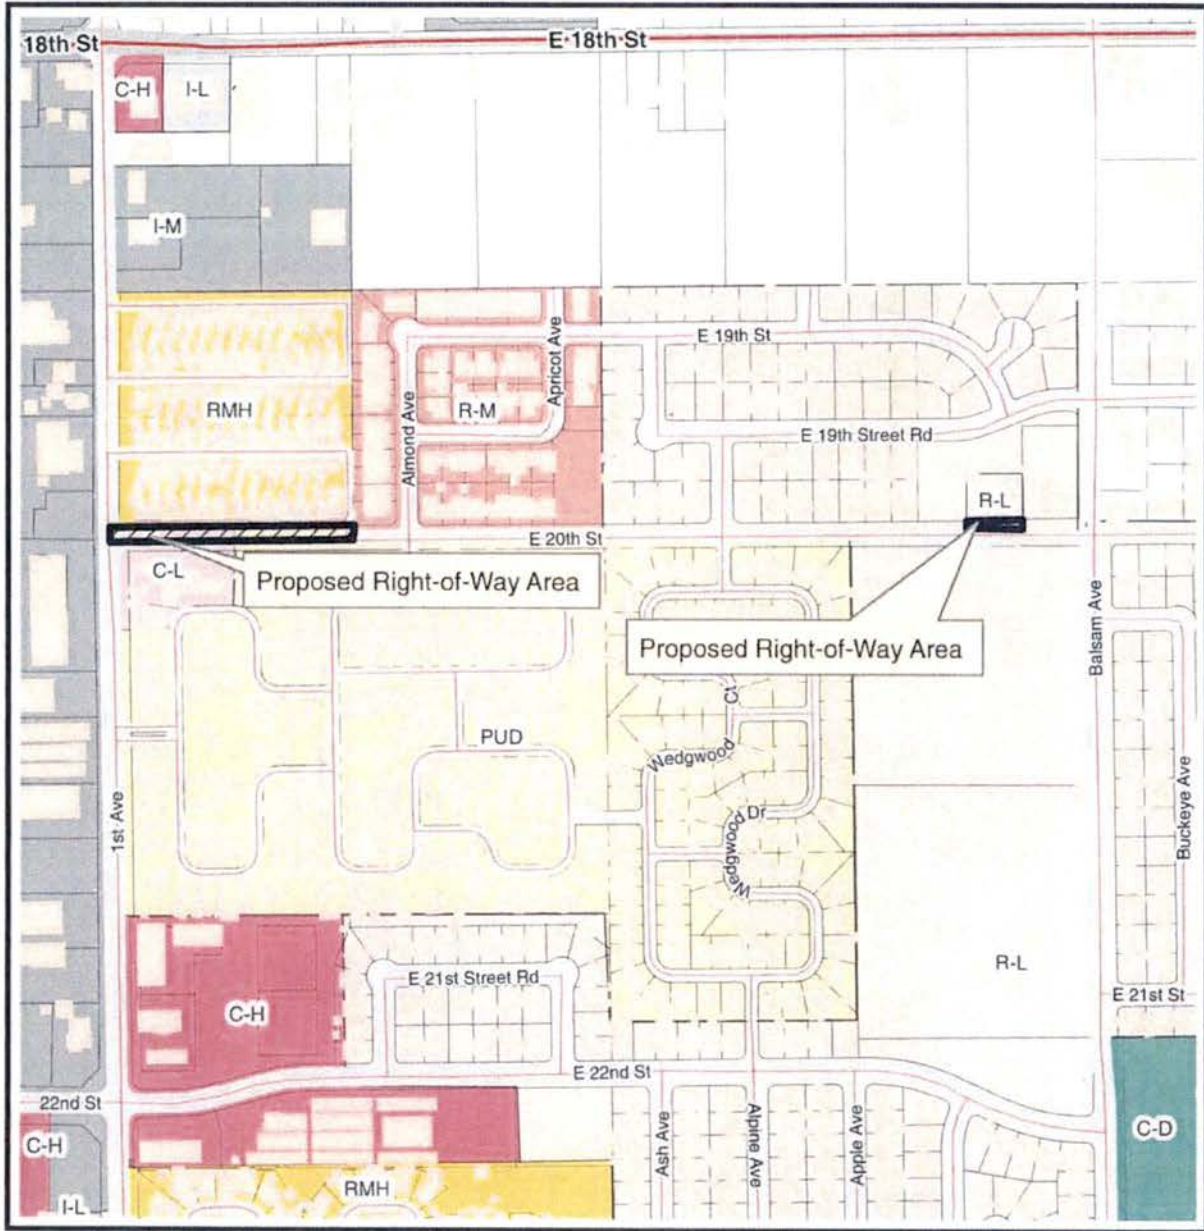 18th St
E 18th St
C-H
I-L
I-M
E 19th St
Apricot Ave
RMH
R-M
Almond Ave
E 19th Street Rd
R-L
E 20th St
C-L
Proposed Right-of-Way Area
Proposed Right-of-Way Area
Balsam Ave
Ct
PUD
Wedgwood
1st Ave
Wedgwood Dr
Buckeye Ave
R-L
E 21st Street Rd
E 21st St
C-H
E 22nd St
22nd St
C-H
Ash Ave
Alpine Ave
Apple Ave
C-D
RMH
I-L